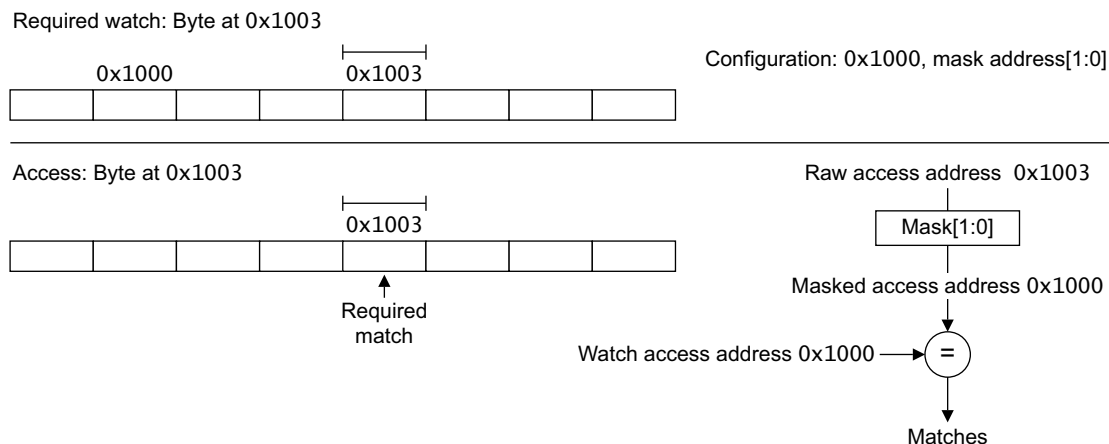 Required watch: Byte at 0x1003
0x1000
0x1003
Configuration: 0x1000, mask address[1:0]
Access: Byte at 0x1003
0x1003
Required
match
Raw access address 0x1003
Mask[1:0]
Masked access address 0x1000
Watch access address 0x1000
=
Matches